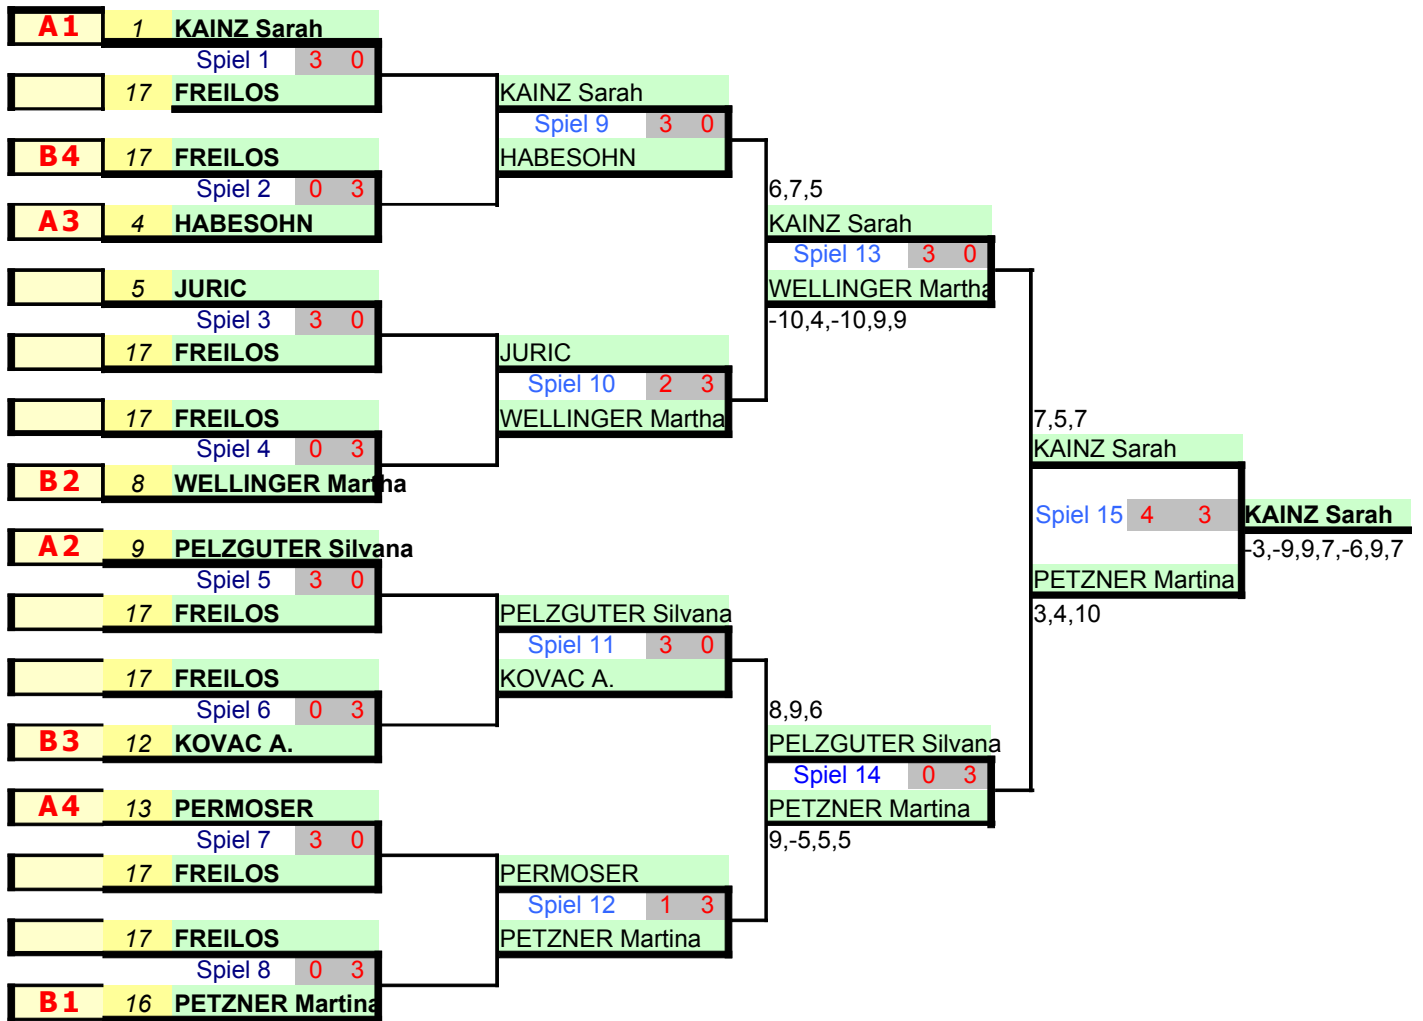 A1 1 KAINZ Sarah
Spiel 1 3 0
17 FREILOS
B4 17 FREILOS
Spiel 2 0 3
A3 4 HABESOHN
5 JURIC
Spiel 3 3 0
17 FREILOS
17 FREILOS
Spiel 4 0 3
B2 8 WELLINGER Martha
A2 9 PELZGUTER Silvana
Spiel 5 3 0
17 FREILOS
17 FREILOS
Spiel 6 0 3
B3 12 KOVAC A.
A4 13 PERMOSER
Spiel 7 3 0
17 FREILOS
17 FREILOS
Spiel 8 0 3
B1 16 PETZNER Martina
KAINZ Sarah
Spiel 9 3 0
HABESOHN
JURIC
Spiel 10 2 3
WELLINGER Martha
PELZGUTER Silvana
Spiel 11 3 0
KOVAC A.
PERMOSER
Spiel 12 1 3
PETZNER Martina
6,7,5
KAINZ Sarah
Spiel 13 3 0
WELLINGER Martha
-10,4,-10,9,9
8,9,6
PELZGUTER Silvana
Spiel 14 0 3
PETZNER Martina
9,-5,5,5
7,5,7
KAINZ Sarah
Spiel 15 4 3
PETZNER Martina
3,4,10
KAINZ Sarah
-3,-9,9,7,-6,9,7